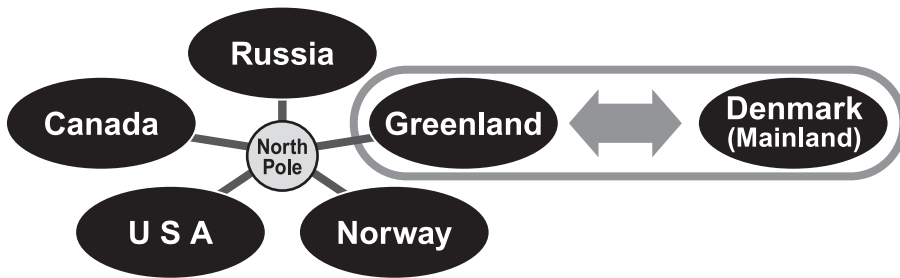 Russia
Canada
Greenland
Denmark
(Mainland)
North
Pole
U S A
Norway